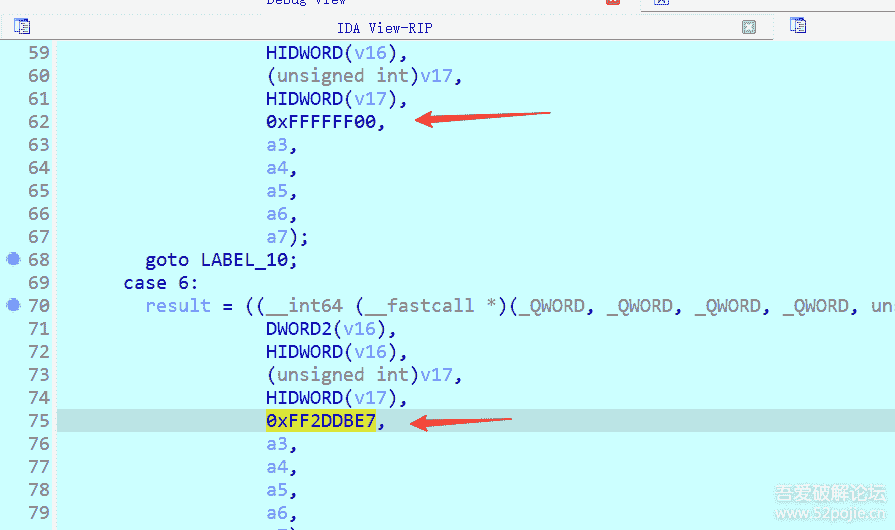 Debug View
IDA View-RIP
59 HIDWORD(v16),
60 (unsigned int)v17,
61 HIDWORD(v17),
62 0xFFFFFF00,
63 a3,
64 a4,
65 a5,
66 a6,
67 a7);
68 goto LABEL_10;
69 case 6:
70 result = ((__int64 (__fastcall *)(_QWORD, _QWORD, _QWORD, _QWORD, un
71 DWORD2(v16),
72 HIDWORD(v16),
73 (unsigned int)v17,
74 HIDWORD(v17),
75 0xFF2DDBE7,
76 a3,
77 a4,
78 a5,
79 a6,
吾爱破解论坛
www.52pojie.cn